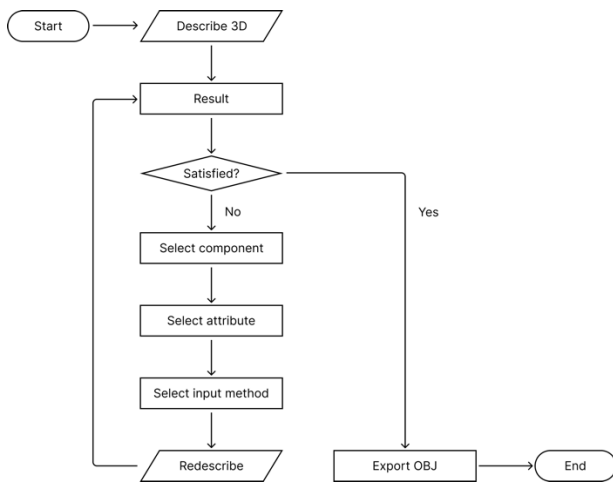 Start
Describe 3D
Result
Satisfied?
No
Yes
Select component
Select attribute
Select input method
Redescribe
Export OBJ
End